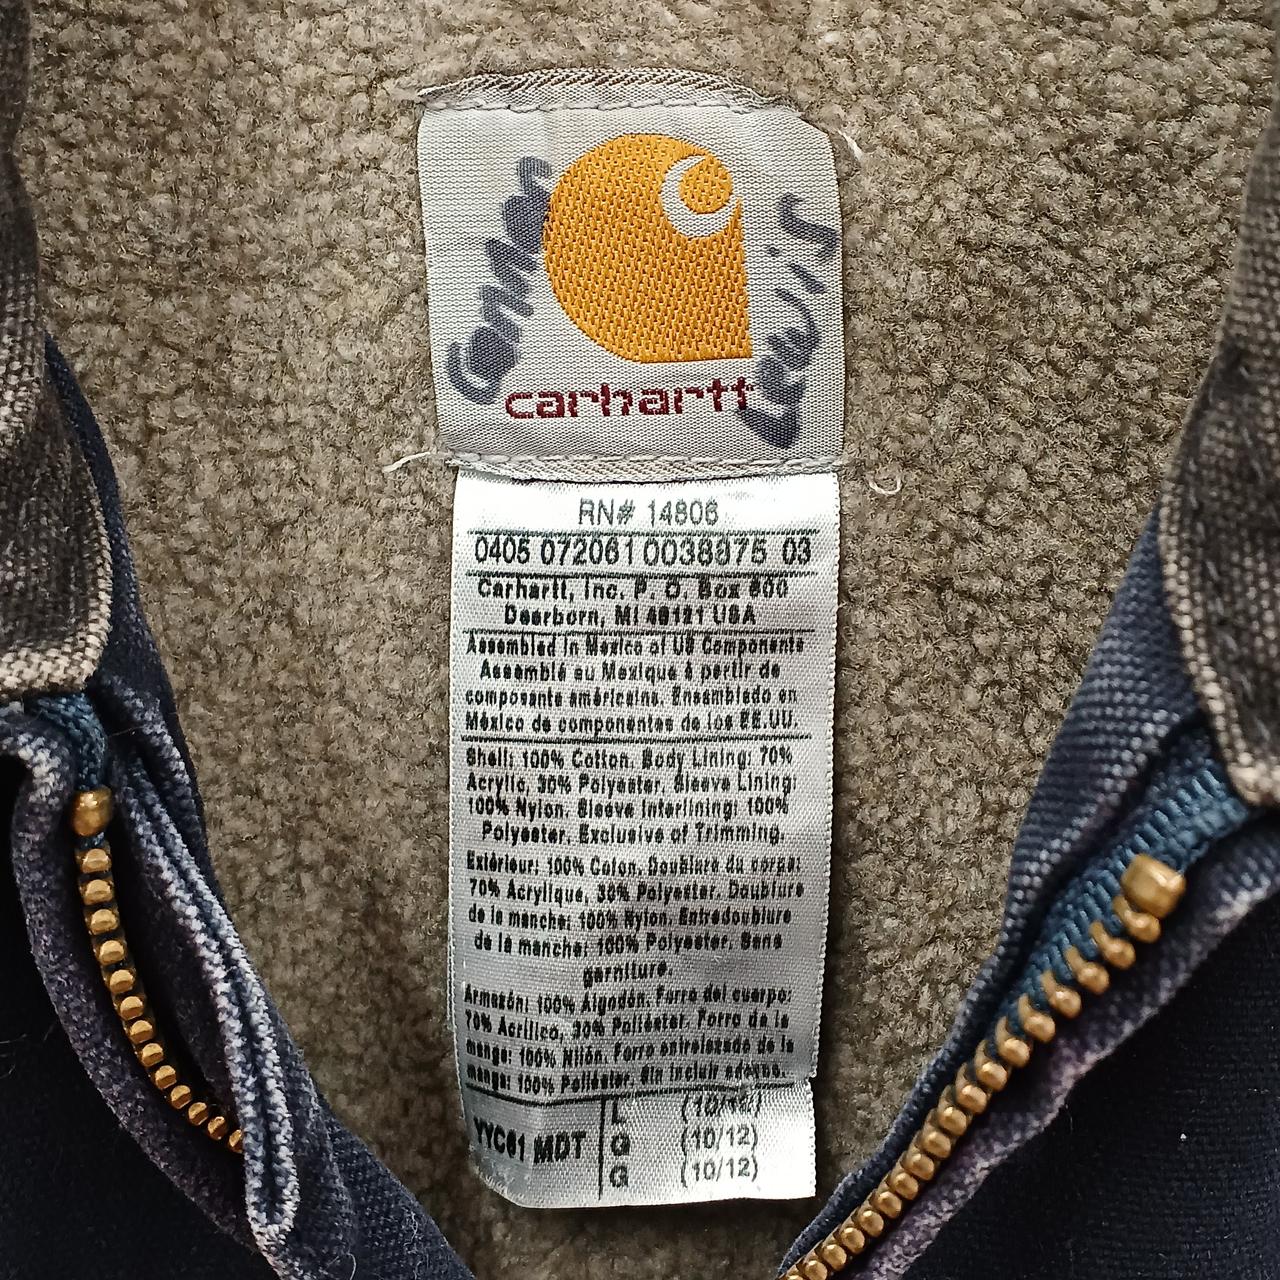 Connor
Lewis
carhartt
RN# 14806
0405 072061 0038875 03
Carhartt, Inc. P. O. Box 600
Dearborn, MI 48121 USA
Assembled in Mexico of US Components
Assemblé au Mexique à partir de
composants américains. Ensamblado en
México de componentes de los EE.UU.
Shell: 100% Cotton. Body Lining: 70%
Acrylic, 30% Polyester. Sleeve Lining:
100% Nylon. Sleeve Interlining: 100%
Polyester. Exclusive of Trimming.
Extérieur: 100% Coton. Doublure du corps:
70% Acrylique, 30% Polyester. Doublure
de la manche: 100% Nylon. Entredoublure
de la manche: 100% Polyester. Sans
garniture.
Armazón: 100% Algodón. Forro del cuerpo:
70% Acrílico, 30% Poliéster. Forro de la
manga: 100% Nilón. Forro entrelazado de la
manga: 100% Poliéster. Sin incluir adornos.
YYC61 MDT
L (10/12)
G (10/12)
G (10/12)